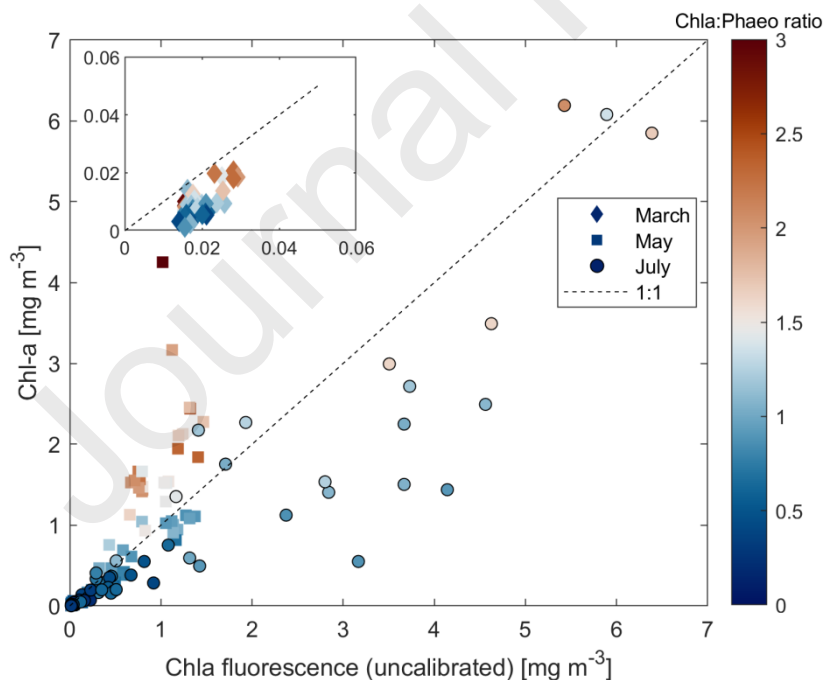 Chla:Phaeo ratio
7
6
5
4
3
2
1
0
Chl-a [mg m-3]
0 1 2 3 4 5 6 7
Chla fluorescence (uncalibrated) [mg m-3]
0.06
0.04
0.02
0
0 0.02 0.04 0.06
March
May
July
1:1
3
2.5
2
1.5
1
0.5
0
Journal